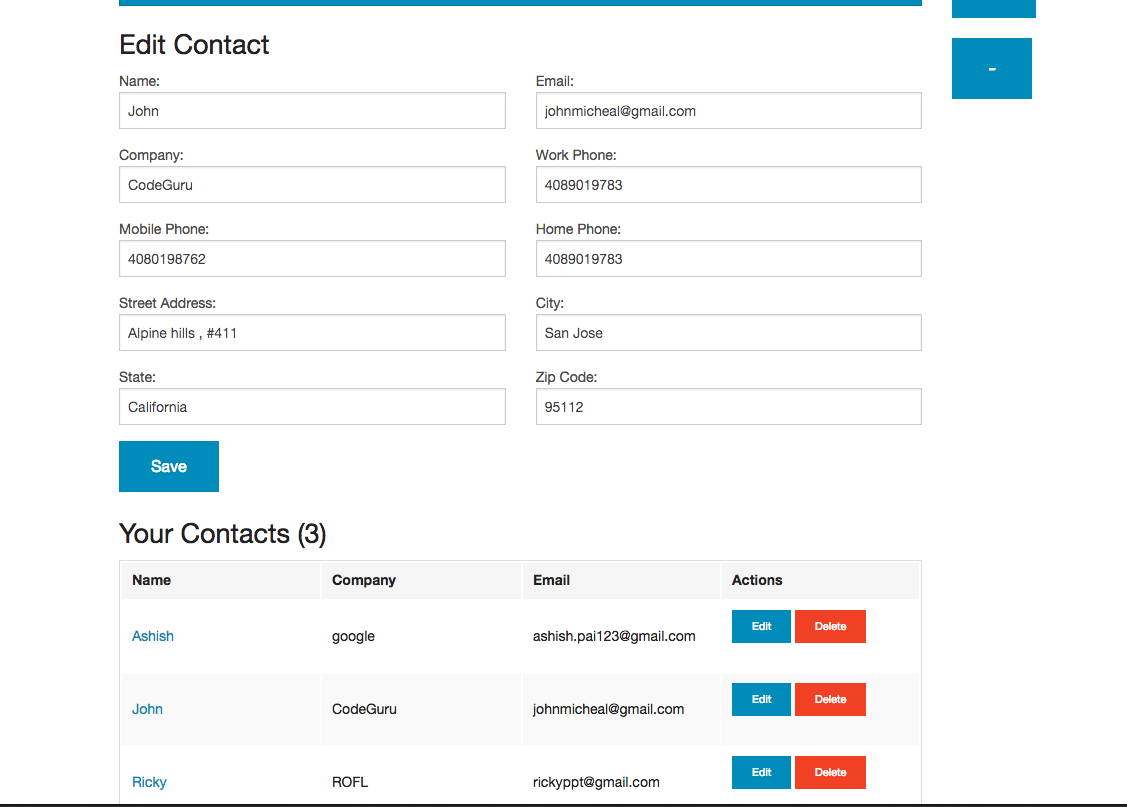 -
Edit Contact
Name: Email:
John johnmicheal@gmail.com
Company: Work Phone:
CodeGuru 4089019783
Mobile Phone: Home Phone:
4080198762 4089019783
Street Address: City:
Alpine hills , #411 San Jose
State: Zip Code:
California 95112
Save
Your Contacts (3)
Name Company Email Actions
Ashish google ashish.pai123@gmail.com Edit Delete
John CodeGuru johnmicheal@gmail.com Edit Delete
Ricky ROFL rickyppt@gmail.com Edit Delete